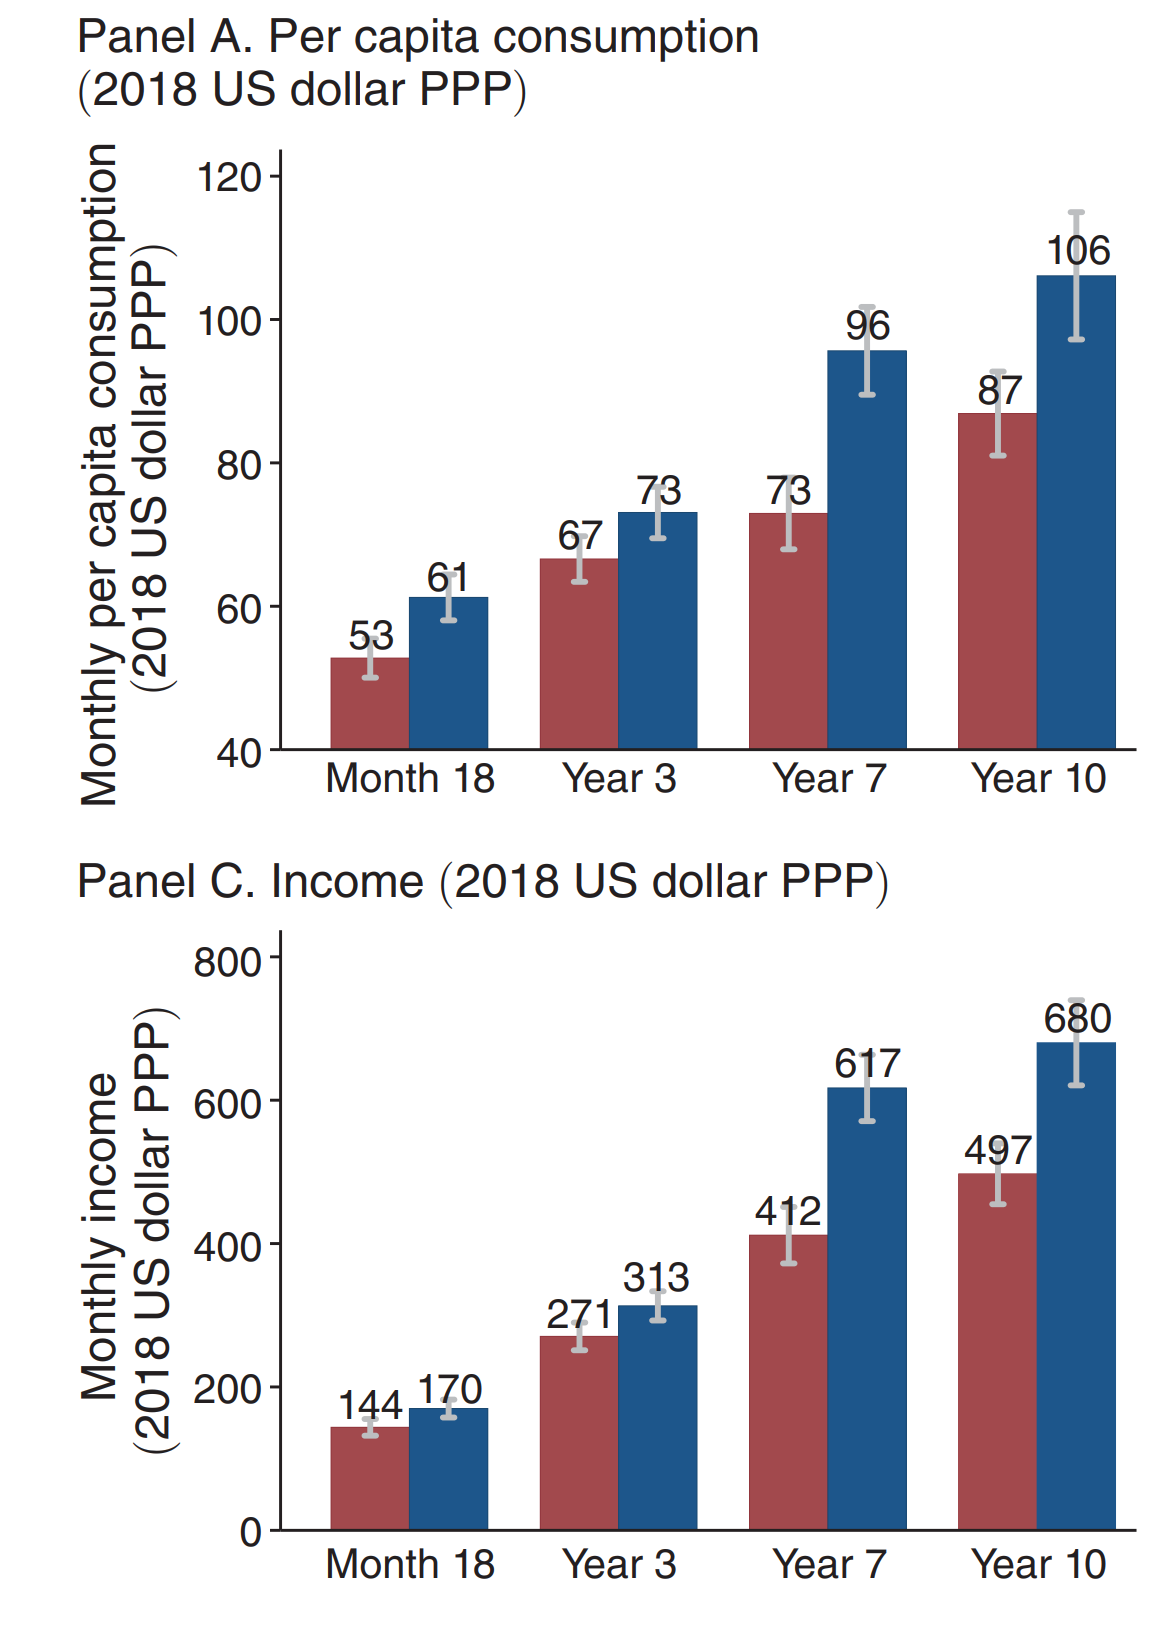 Panel A. Per capita consumption
(2018 US dollar PPP)
Monthly per capita consumption
(2018 US dollar PPP)
120
100
80
60
40
53
61
67
73
73
96
87
106
Month 18
Year 3
Year 7
Year 10
Panel C. Income (2018 US dollar PPP)
Monthly income
(2018 US dollar PPP)
800
600
400
200
0
144
170
271
313
412
617
497
680
Month 18
Year 3
Year 7
Year 10